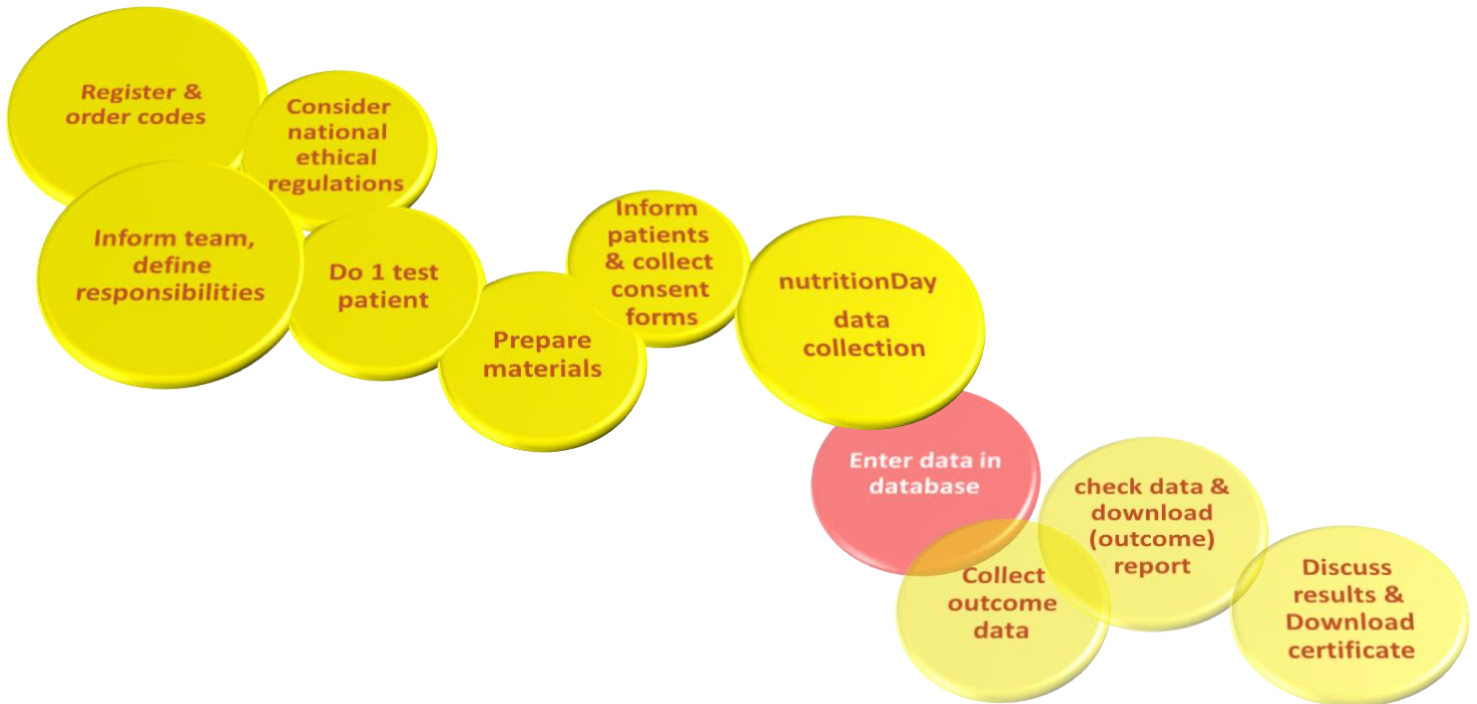 Register &
order codes
Consider
national
ethical
regulations
Inform team,
define
responsibilities
Do 1 test
patient
Prepare
materials
Inform
patients
& collect
consent
forms
nutritionDay
data
collection
Enter data in
database
Collect
outcome
data
check data &
download
(outcome)
report
Discuss
results &
Download
certificate